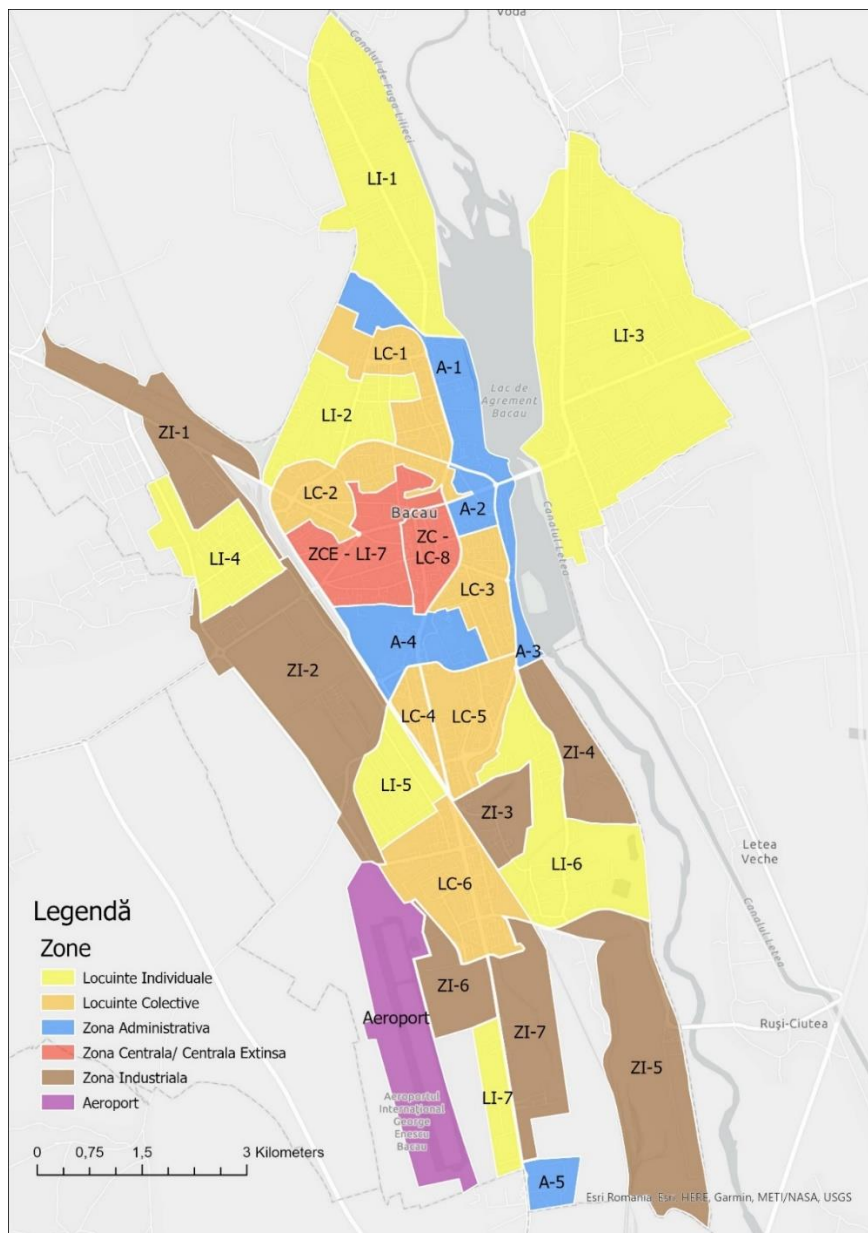 Voda
Canalul de Fuga Lilieci
LI-1
LI-3
LC-1
A-1
Lac de
Agrement
Bacau
LI-2
ZI-1
LC-2
Bacau
A-2
Canalul Letea
LI-4
ZCE - LI-7
ZC -
LC-8
LC-3
A-4
A-3
ZI-2
LC-4
LC-5
ZI-4
LI-5
ZI-3
LI-6
Letea
Veche
LC-6
Canalul Letea
Legendă
Zone
Locuinte Individuale
Locuinte Colective
Zona Administrativa
Zona Centrala/ Centrala Extinsa
Zona Industriala
Aeroport
ZI-6
Aeroport
ZI-7
Ruși-Ciutea
ZI-5
LI-7
Aeroportul
Internațional
George
Enescu
Bacau
0 0,75 1,5 3 Kilometers
A-5
Esri Romania, Esri, HERE, Garmin, METI/NASA, USGS